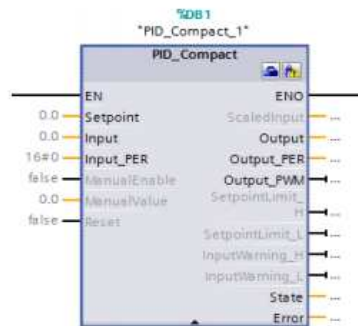 %DB1
"PID_Compact_1"
PID_Compact
EN ENO
0.0 Setpoint ScaledInput ...
0.0 Input Output ...
16#0 Input_PER Output_PER ...
false ManualEnable Output_PWM ...
0.0 ManualValue SetpointLimit_
H ...
false Reset SetpointLimit_L ...
InputWarning_H ...
InputWarning_L ...
State ...
Error ...